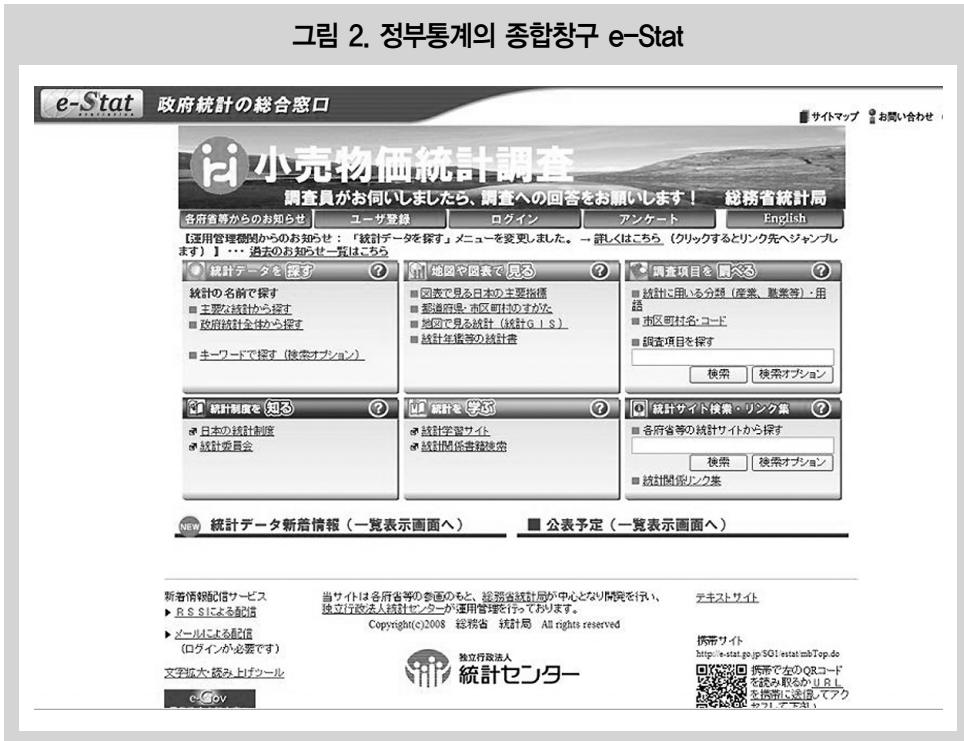 그림 2. 정부통계의 종합창구 e-Stat
e-Stat 政府統計の総合窓口
サイトマップ お問い合わせ
小売物価統計調査
調査員がお伺いしましたら、調査への回答をお願いします！ 総務省統計局
各府省等からのお知らせ ユーザ登録 ログイン アンケート English
【運用管理機関からのお知らせ：「統計データを探す」メニューを変更しました。 → 詳しくはこちら （クリックするとリンク先へジャンプし
ます）】・・・ 過去のお知らせ一覧はこちら
統計データを 探す ?
統計の名前で探す
主要な統計から探す
政府統計全体から探す
キーワードで探す（検索オプション）
地図や図表で 見る ?
図表で見る日本の主要指標
都道府県・市区町村のすがた
地図で見る統計（統計ＧＩＳ）
統計年鑑等の統計書
調査項目を 調べる ?
統計に用いる分類（産業、職業等）・用
語
市区町村名・コード
調査項目を探す
検索 検索オプション
統計制度を 知る ?
日本の統計制度
統計委員会
統計を 学ぶ ?
統計学習サイト
統計関係書籍検索
統計サイト検索・リンク集 ?
各府省等の統計サイトから探す
検索 検索オプション
統計関係リンク集
NEW 統計データ新着情報（一覧表示画面へ） ■ 公表予定（一覧表示画面へ）
新着情報配信サービス
ＲＳＳによる配信
メールによる配信
（ログインが必要です）
文字拡大・読み上げツール
e-Gov
当サイトは各府省等の参画のもと、総務省統計局が中心となり開発を行い、
独立行政法人統計センターが運用管理を行っております。
Copyright(c)2008 総務省 統計局 All rights reserved
独立行政法人
統計センター
テキストサイト
携帯サイト
http://e-stat.go.jp/SG1/estat/mbTop.do
携帯で左のQRコード
を読み取るかＵＲＬ
を携帯に送信してアク
セスして下さい